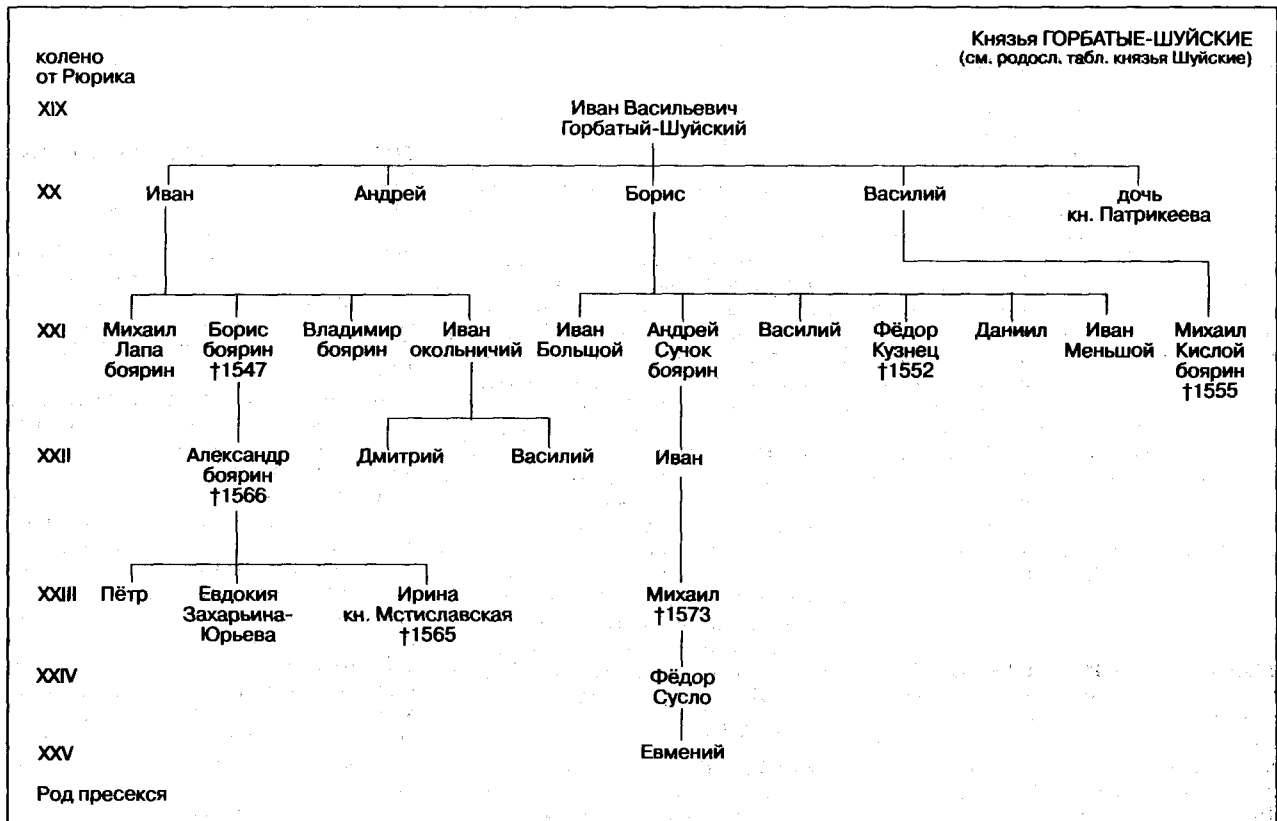 Князья ГОРБАТЫЕ-ШУЙСКИЕ
(см. родосл. табл. князья Шуйские)
колено
от Рюрика
XIX
Иван Васильевич
Горбатый-Шуйский
XX
Иван
Андрей
Борис
Василий
дочь
кн. Патрикеева
XXI
Михаил
Лапа
боярин
Борис
боярин
†1547
Владимир
боярин
Иван
окольничий
Иван
Большой
Андрей
Сучок
боярин
Василий
Фёдор
Кузнец
†1552
Даниил
Иван
Меньшой
Михаил
Кислой
боярин
†1555
XXII
Александр
боярин
†1566
Дмитрий
Василий
Иван
XXIII
Пётр
Евдокия
Захарьина-
Юрьева
Ирина
кн. Мстиславская
†1565
Михаил
†1573
XXIV
Фёдор
Сусло
XXV
Евмений
Род пресекся